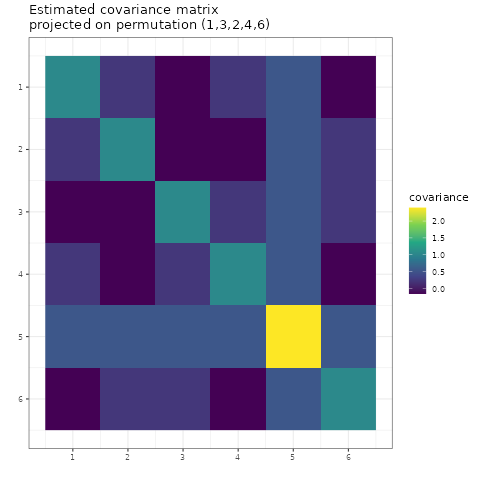 Estimated covariance matrix
projected on permutation (1,3,2,4,6)
1
2
3
4
5
6
1 2 3 4 5 6
covariance
2.0
1.5
1.0
0.5
0.0